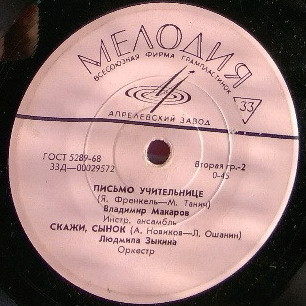 МЕЛОДИЯ
ВСЕСОЮЗНАЯ ФИРМА ГРАМПЛАСТИНОК
33
АПРЕЛЕВСКИЙ ЗАВОД
ГОСТ 5289-68
33Д—00029572
Вторая гр.-2
0-45
ПИСЬМО УЧИТЕЛЬНИЦЕ
(Я. Френкель—М. Танич)
Владимир Макаров
Инстр. ансамбль
СКАЖИ, СЫНОК (А. Новиков—Л. Ошанин)
Людмила Зыкина
Оркестр